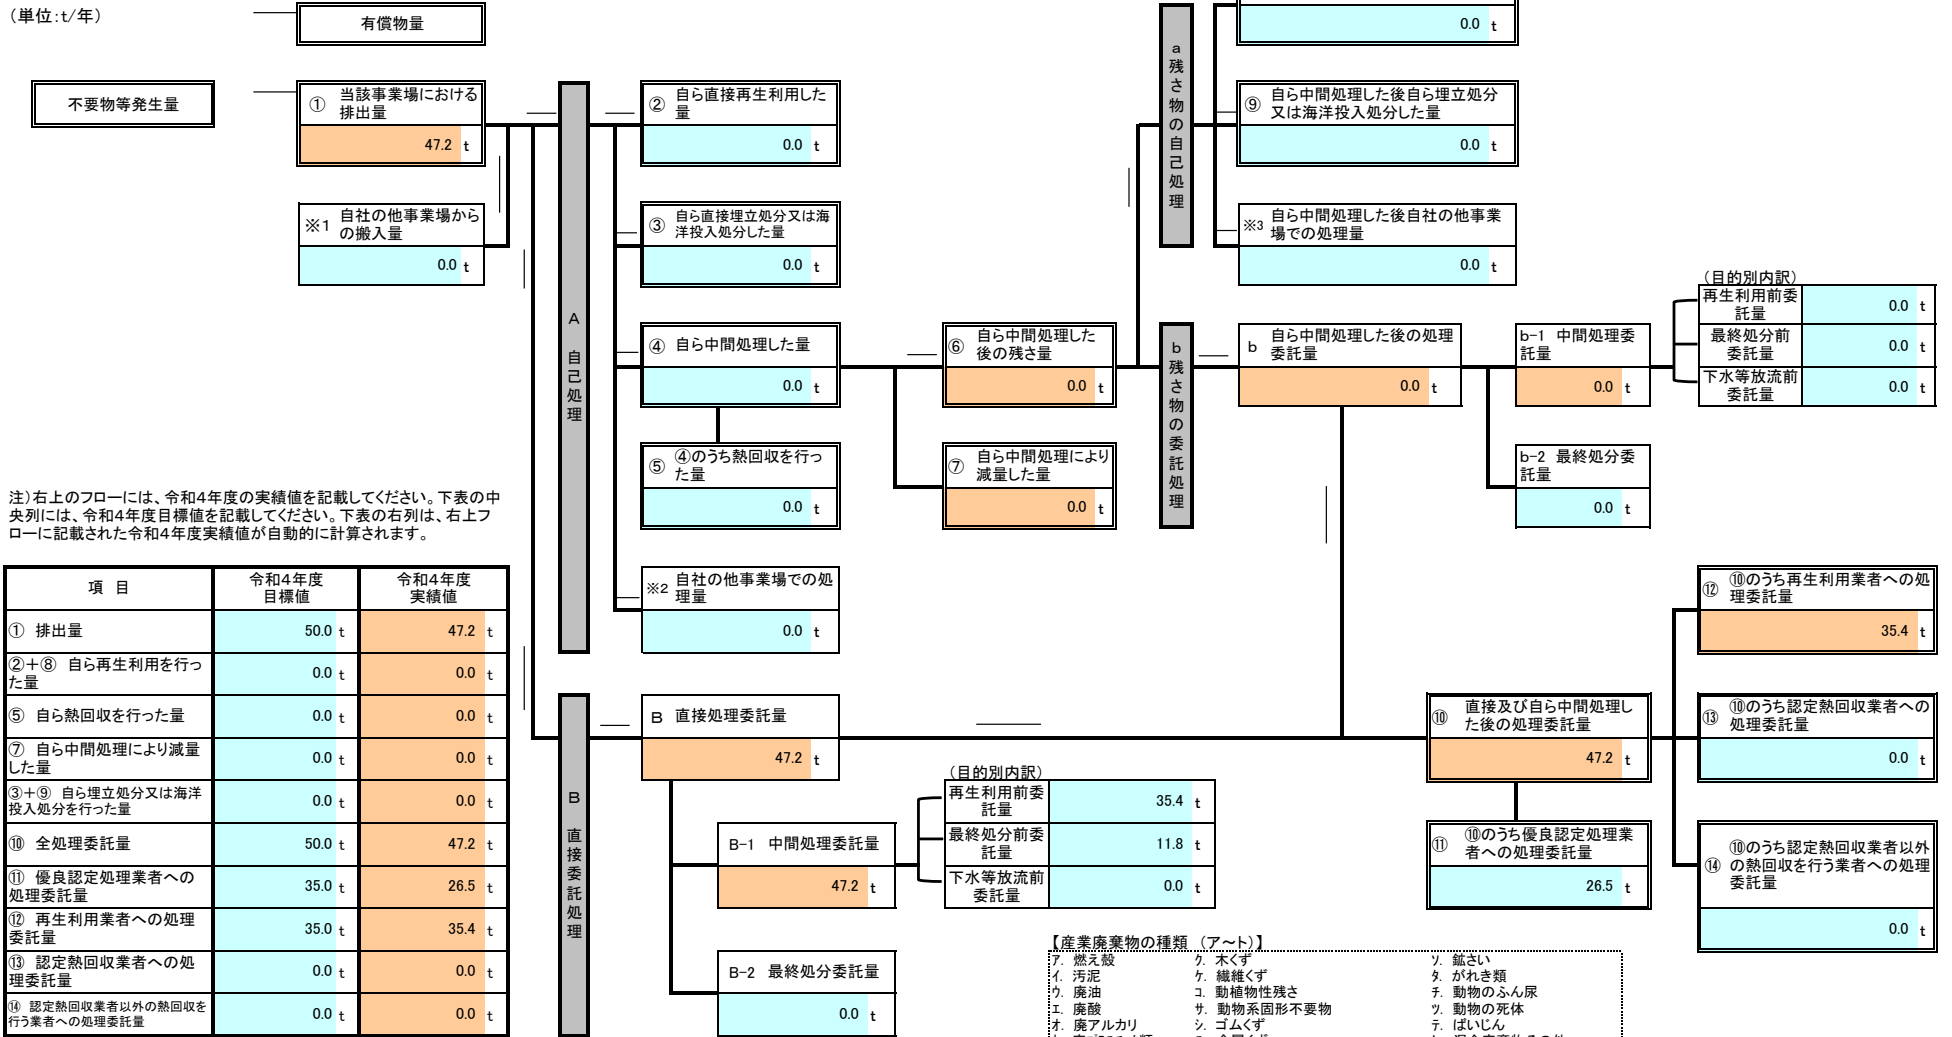 （単位:ｔ/年）
有償物量
0.0 t
不要物等発生量
① 当該事業場における
排出量
47.2 t
※1 自社の他事業場から
の搬入量
0.0 t
A
自己処理
② 自ら直接再生利用した
量
0.0 t
③ 自ら直接埋立処分又は海
洋投入処分した量
0.0 t
④ 自ら中間処理した量
0.0 t
⑤ ④のうち熱回収を行っ
た量
0.0 t
※2 自社の他事業場での処
理量
0.0 t
⑥ 自ら中間処理した
後の残さ量
0.0 t
⑦ 自ら中間処理により
減量した量
0.0 t
a残さ物の自己処理
⑨ 自ら中間処理した後自ら埋立処分
又は海洋投入処分した量
0.0 t
※3 自ら中間処理した後自社の他事業
場での処理量
0.0 t
b残さ物の委託処理
b 自ら中間処理した後の処理
委託量
0.0 t
b-1 中間処理委
託量
0.0 t
b-2 最終処分委
託量
0.0 t
（目的別内訳）
再生利用前委
託量
0.0 t
最終処分前
委託量
0.0 t
下水等放流前
委託量
0.0 t
注）右上のフローには、令和４年度の実績値を記載してください。下表の中
央列には、令和４年度目標値を記載してください。下表の右列は、右上フ
ローに記載された令和４年度実績値が自動的に計算されます。
項 目 令和４年度
目標値 令和４年度
実績値
① 排出量 50.0 t 47.2 t
②＋⑧ 自ら再生利用を行っ
た量 0.0 t 0.0 t
⑤ 自ら熱回収を行った量 0.0 t 0.0 t
⑦ 自ら中間処理により減量
した量 0.0 t 0.0 t
③＋⑨ 自ら埋立処分又は海洋
投入処分を行った量 0.0 t 0.0 t
⑩ 全処理委託量 50.0 t 47.2 t
⑪ 優良認定処理業者への
処理委託量 35.0 t 26.5 t
⑫ 再生利用業者への処理
委託量 35.0 t 35.4 t
⑬ 認定熱回収業者への処
理委託量 0.0 t 0.0 t
⑭ 認定熱回収業者以外の熱回収を
行う業者への処理委託量 0.0 t 0.0 t
B
直接委託処理
B 直接処理委託量
47.2 t
B-1 中間処理委託量
47.2 t
B-2 最終処分委託量
0.0 t
（目的別内訳）
再生利用前委
託量
35.4 t
最終処分前委
託量
11.8 t
下水等放流前
委託量
0.0 t
⑩ 直接及び自ら中間処理し
た後の処理委託量
47.2 t
⑪ ⑩のうち優良認定処理業
者への処理委託量
26.5 t
⑫ ⑩のうち再生利用業者への処
理委託量
35.4 t
⑬ ⑩のうち認定熱回収業者への
処理委託量
0.0 t
⑭ ⑩のうち認定熱回収業者以外
の熱回収を行う業者への処理
委託量
0.0 t
【産業廃棄物の種類 （ア～ト）】
ア. 燃え殻 ク. 木くず ソ. 鉱さい
イ. 汚泥 ケ. 繊維くず タ. がれき類
ウ. 廃油 コ. 動植物性残さ チ. 動物のふん尿
エ. 廃酸 サ. 動物系固形不要物 ツ. 動物の死体
オ. 廃アルカリ シ. ゴムくず テ. ばいじん